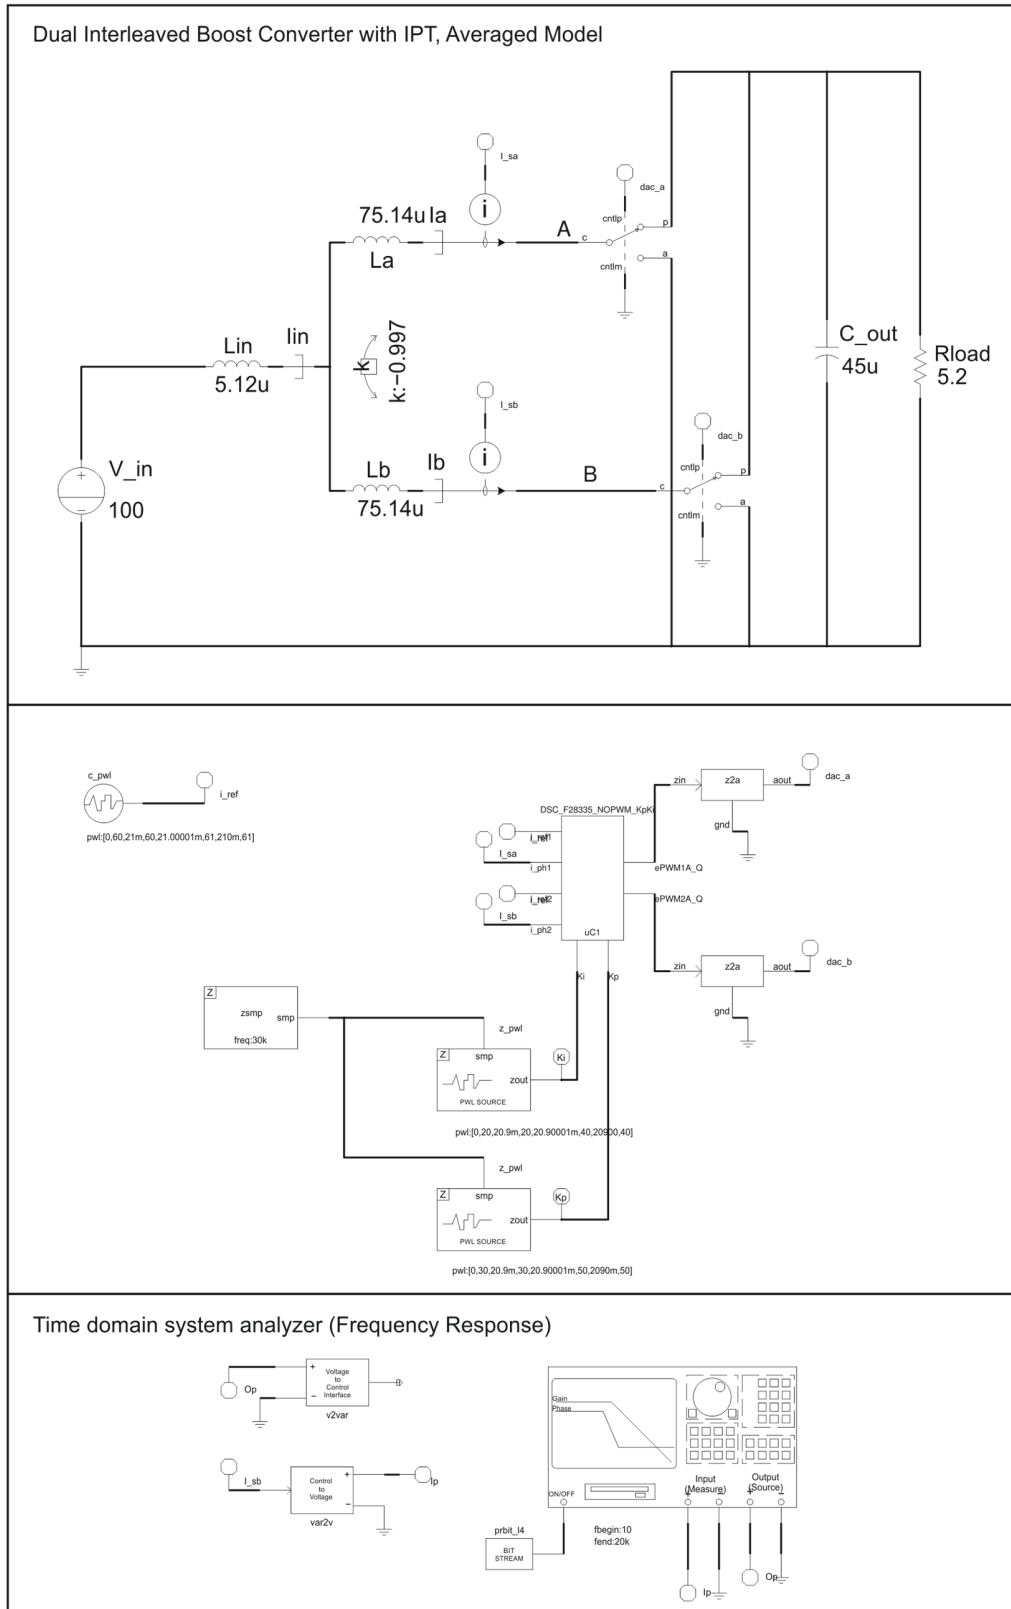 Dual Interleaved Boost Converter with IPT, Averaged Model
I_sa
dac_a
75.14u Ia
i
A
c
cntlp
p
La
cntlm
a
Iin
Lin
k
k:−0.997
C_out
5.12u
45u
Rload
5.2
I_sb
dac_b
Lb
Ib
i
B
c
cntlp
p
V_in
+
−
100
75.14u
cntlm
a
c_pwl
i_ref
pwl:[0,60,21m,60,21.00001m,61,210m,61]
DSC_F28335_NOPWM_KpKi
zin
z2a
aout
dac_a
gnd
i_ref1
I_sa
i_ph1
ePWM1A_Q
i_ref2
ePWM2A_Q
I_sb
i_ph2
uC1
zin
z2a
aout
dac_b
gnd
Ki
Kp
Z
zsmp
smp
freq:30k
z_pwl
Z
smp
Ki
zout
PWL SOURCE
pwl:[0,20,20.9m,20,20.90001m,40,20900,40]
z_pwl
Z
smp
Kp
zout
PWL SOURCE
pwl:[0,30,20.9m,30,20.90001m,50,2090m,50]
Time domain system analyzer (Frequency Response)
+
Voltage
to
Control
Interface
−
Op
v2var
Gain
Phase
I_sb
Control
to
Voltage
+
−
Ip
var2v
ON/OFF
Input
(Measure)
Output
(Source)
+
−
+
−
prbit_l4
BIT
STREAM
fbegin:10
fend:20k
Ip
Op